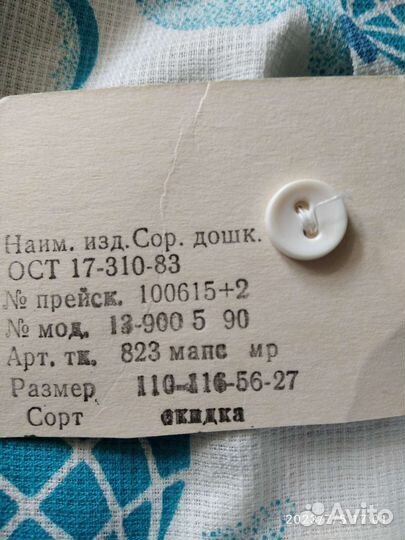 Наим. изд. Сор. дошк.
ОСТ 17-310-83
№ прейск. 100615+2
№ мод. 13-900 5 90
Арт. тк. 823 мапс мр
Размер 110-116-56-27
Сорт скидка
Avito